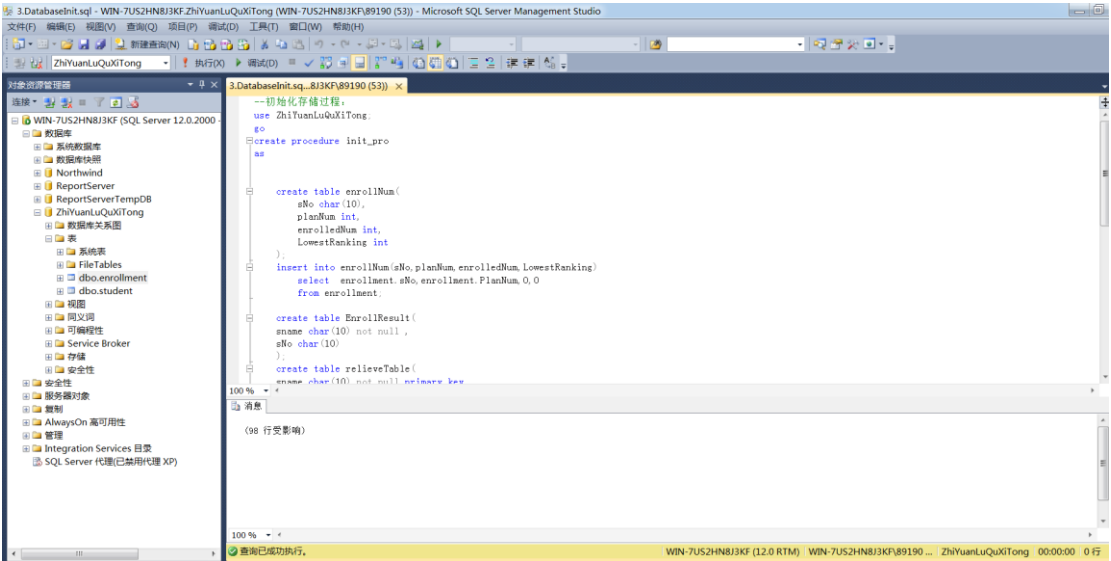 3.DatabaseInit.sql - WIN-7US2HN8J3KF.ZhiYuanLuQuXiTong (WIN-7US2HN8J3KF\89190 (53)) - Microsoft SQL Server Management Studio
文件(F) 编辑(E) 视图(V) 查询(Q) 项目(P) 调试(D) 工具(T) 窗口(W) 帮助(H)
新建查询(N)
ZhiYuanLuQuXiTong 执行(X) 调试(D)
对象资源管理器
连接
WIN-7US2HN8J3KF (SQL Server 12.0.2000 -
数据库
系统数据库
数据库快照
Northwind
ReportServer
ReportServerTempDB
ZhiYuanLuQuXiTong
数据库关系图
表
系统表
FileTables
dbo.enrollment
dbo.student
视图
同义词
可编程性
Service Broker
存储
安全性
安全性
服务器对象
复制
AlwaysOn 高可用性
管理
Integration Services 目录
SQL Server 代理(已禁用代理 XP)
3.DatabaseInit.sq...8J3KF\89190 (53))
--初始化存储过程:
use ZhiYuanLuQuXiTong;
go
create procedure init_pro
as
create table enrollNum(
sNo char(10),
planNum int,
enrolledNum int,
LowestRanking int
);
insert into enrollNum(sNo,planNum,enrolledNum,LowestRanking)
select enrollment.sNo,enrollment.PlanNum,0,0
from enrollment;
create table EnrollResult(
sname char(10) not null ,
sNo char(10)
);
create table relieveTable(
sname char(10) not null primary key
100 %
消息
(98 行受影响)
100 %
查询已成功执行。 WIN-7US2HN8J3KF (12.0 RTM) WIN-7US2HN8J3KF\89190 ... ZhiYuanLuQuXiTong 00:00:00 0 行